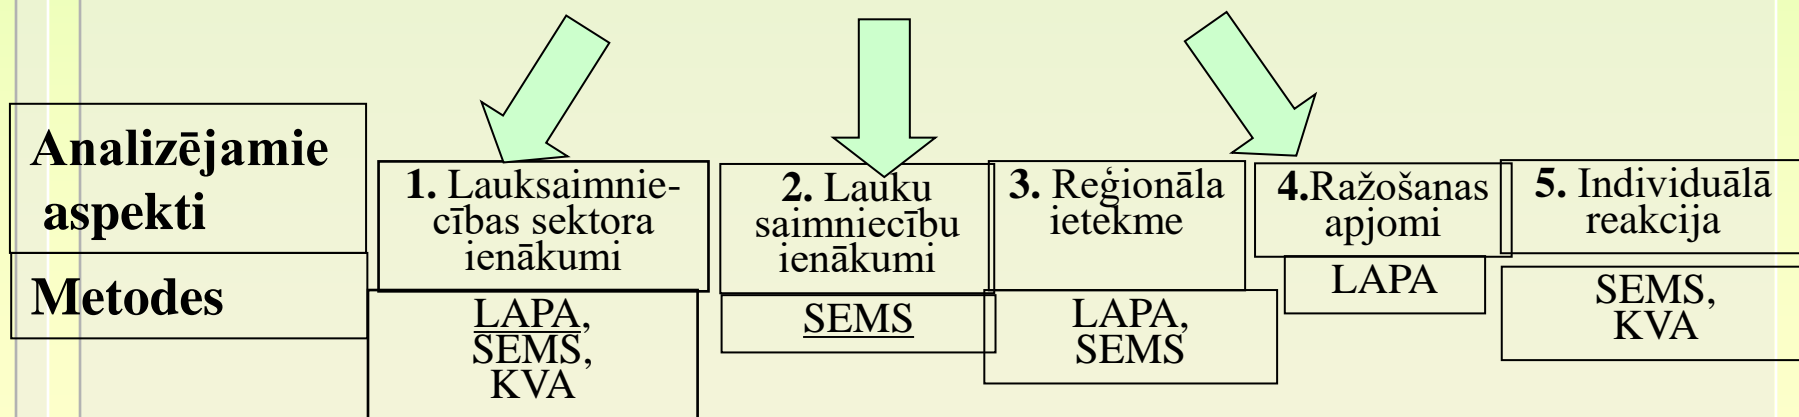 Analizējamie
aspekti
1. Lauksaimnie-
cības sektora
ienākumi
2. Lauku
saimniecību
ienākumi
3. Reģionāla
ietekme
4.Ražošanas
apjomi
5. Individuālā
reakcija
Metodes
LAPA,
SEMS,
KVA
SEMS
LAPA,
SEMS
LAPA
SEMS,
KVA